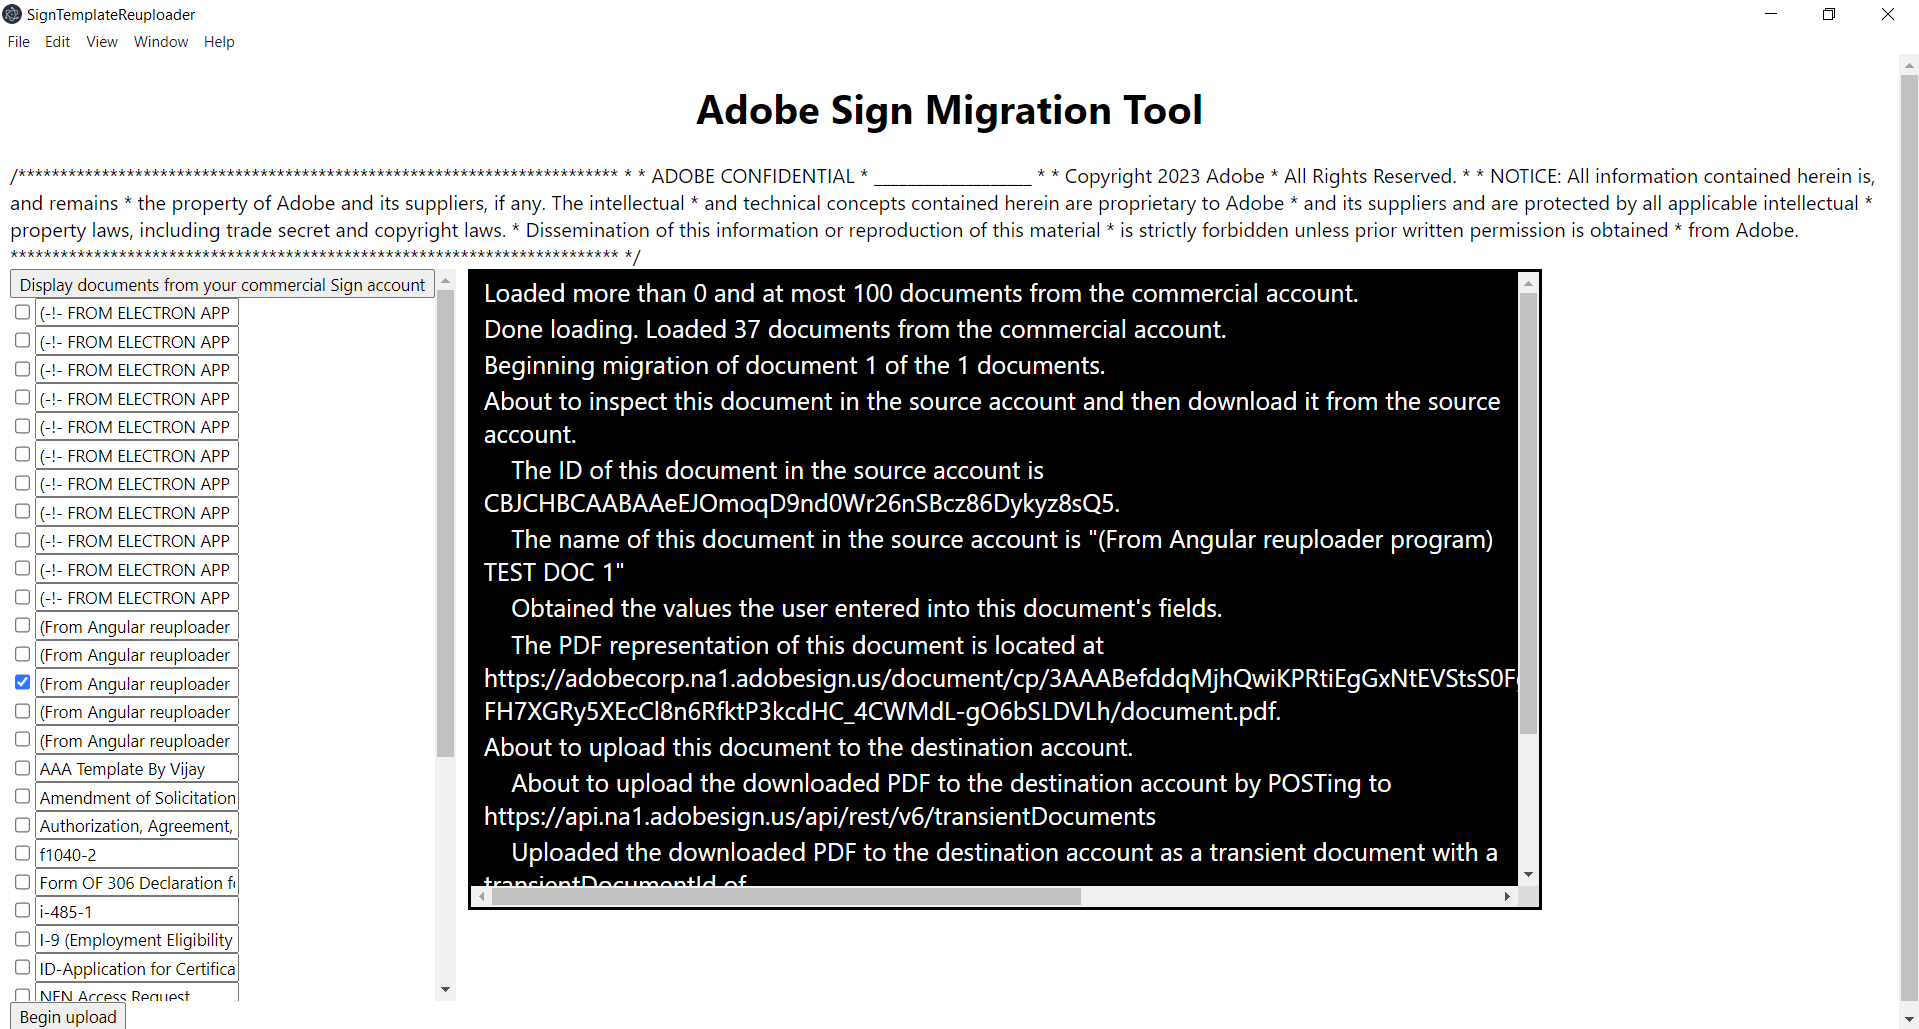 SignTemplateReuploader
File Edit View Window Help
Adobe Sign Migration Tool
/************************************************************************ * * ADOBE CONFIDENTIAL * ___________________ * * Copyright 2023 Adobe * All Rights Reserved. * * NOTICE: All information contained herein is,
and remains * the property of Adobe and its suppliers, if any. The intellectual * and technical concepts contained herein are proprietary to Adobe * and its suppliers and are protected by all applicable intellectual *
property laws, including trade secret and copyright laws. * Dissemination of this information or reproduction of this material * is strictly forbidden unless prior written permission is obtained * from Adobe.
************************************************************************* */
Display documents from your commercial Sign account
(-!- FROM ELECTRON APP
(-!- FROM ELECTRON APP
(-!- FROM ELECTRON APP
(-!- FROM ELECTRON APP
(-!- FROM ELECTRON APP
(-!- FROM ELECTRON APP
(-!- FROM ELECTRON APP
(-!- FROM ELECTRON APP
(-!- FROM ELECTRON APP
(-!- FROM ELECTRON APP
(-!- FROM ELECTRON APP
(From Angular reuploader
(From Angular reuploader
(From Angular reuploader
(From Angular reuploader
(From Angular reuploader
AAA Template By Vijay
Amendment of Solicitation
Authorization, Agreement,
f1040-2
Form OF 306 Declaration fo
i-485-1
I-9 (Employment Eligibility
ID-Application for Certifica
NFN Access Request
Begin upload
Loaded more than 0 and at most 100 documents from the commercial account.
Done loading. Loaded 37 documents from the commercial account.
Beginning migration of document 1 of the 1 documents.
About to inspect this document in the source account and then download it from the source
account.
The ID of this document in the source account is
CBJCHBCAABAAeEJOmoqD9nd0Wr26nSBcz86Dykyz8sQ5.
The name of this document in the source account is "(From Angular reuploader program)
TEST DOC 1"
Obtained the values the user entered into this document's fields.
The PDF representation of this document is located at
https://adobecorp.na1.adobesign.us/document/cp/3AAABefddqMjhQwiKPRtiEgGxNtEVStsS0F
FH7XGRy5XEcCl8n6RfktP3kcdHC_4CWMdL-gO6bSLDVLh/document.pdf.
About to upload this document to the destination account.
About to upload the downloaded PDF to the destination account by POSTing to
https://api.na1.adobesign.us/api/rest/v6/transientDocuments
Uploaded the downloaded PDF to the destination account as a transient document with a
transientDocumentId of